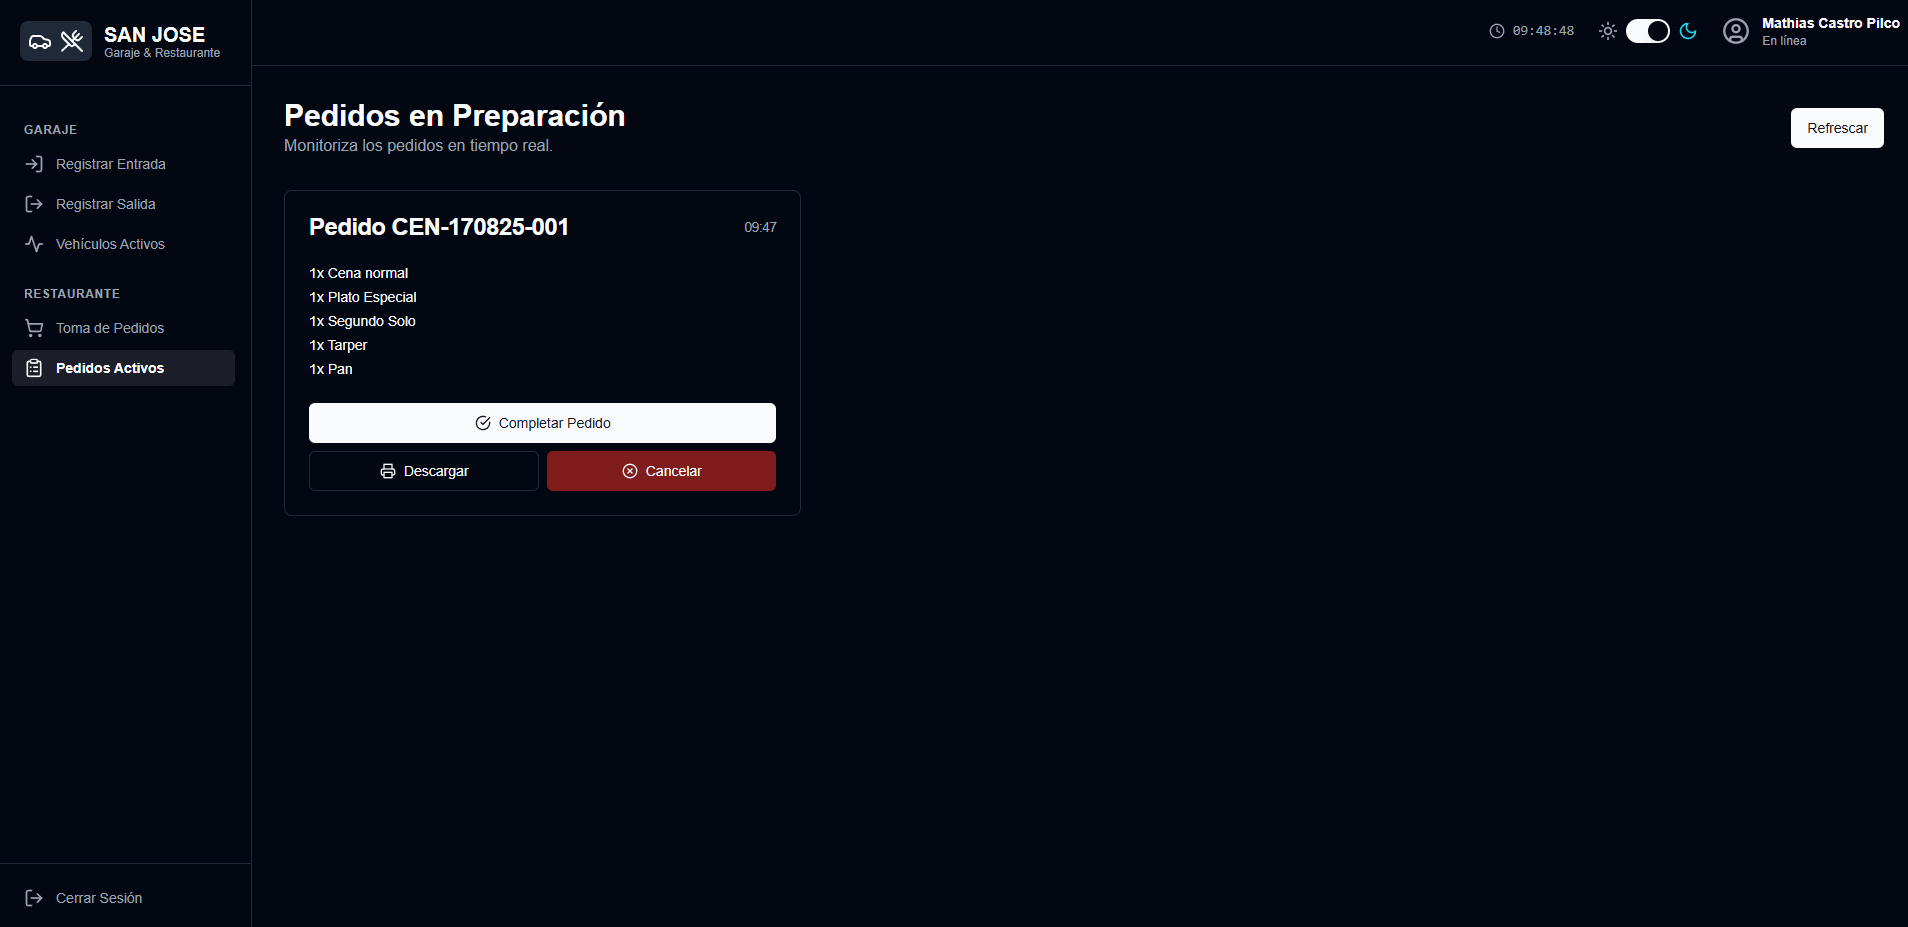 SAN JOSE
Garaje & Restaurante
GARAJE
Registrar Entrada
Registrar Salida
Vehículos Activos
RESTAURANTE
Toma de Pedidos
Pedidos Activos
Cerrar Sesión
09:48:48
Mathias Castro Pilco
En línea
Pedidos en Preparación
Monitoriza los pedidos en tiempo real.
Refrescar
Pedido CEN-170825-001
09:47
1x Cena normal
1x Plato Especial
1x Segundo Solo
1x Tarper
1x Pan
Completar Pedido
Descargar
Cancelar